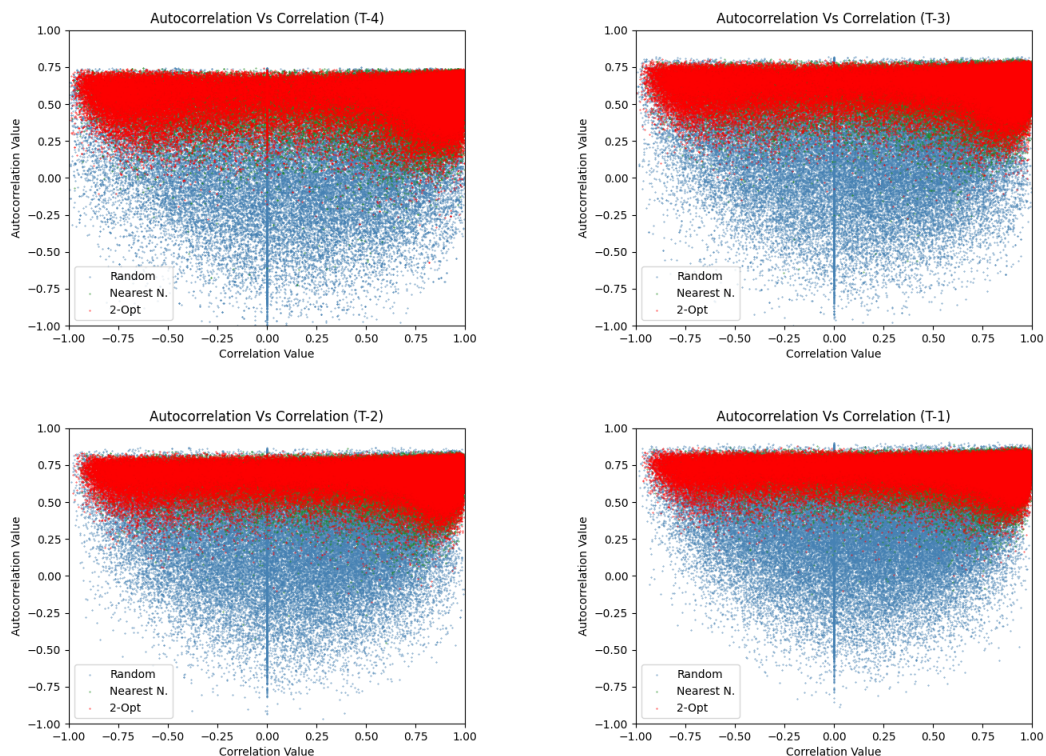 Autocorrelation Vs Correlation (T-4)
1.00
0.75
0.50
0.25
0.00
−0.25
−0.50
−0.75
−1.00
Autocorrelation Value
Random
Nearest N.
2-Opt
−1.00 −0.75 −0.50 −0.25 0.00 0.25 0.50 0.75 1.00
Correlation Value
Autocorrelation Vs Correlation (T-3)
1.00
0.75
0.50
0.25
0.00
−0.25
−0.50
−0.75
−1.00
Autocorrelation Value
Random
Nearest N.
2-Opt
−1.00 −0.75 −0.50 −0.25 0.00 0.25 0.50 0.75 1.00
Correlation Value
Autocorrelation Vs Correlation (T-2)
1.00
0.75
0.50
0.25
0.00
−0.25
−0.50
−0.75
−1.00
Autocorrelation Value
Random
Nearest N.
2-Opt
−1.00 −0.75 −0.50 −0.25 0.00 0.25 0.50 0.75 1.00
Correlation Value
Autocorrelation Vs Correlation (T-1)
1.00
0.75
0.50
0.25
0.00
−0.25
−0.50
−0.75
−1.00
Autocorrelation Value
Random
Nearest N.
2-Opt
−1.00 −0.75 −0.50 −0.25 0.00 0.25 0.50 0.75 1.00
Correlation Value